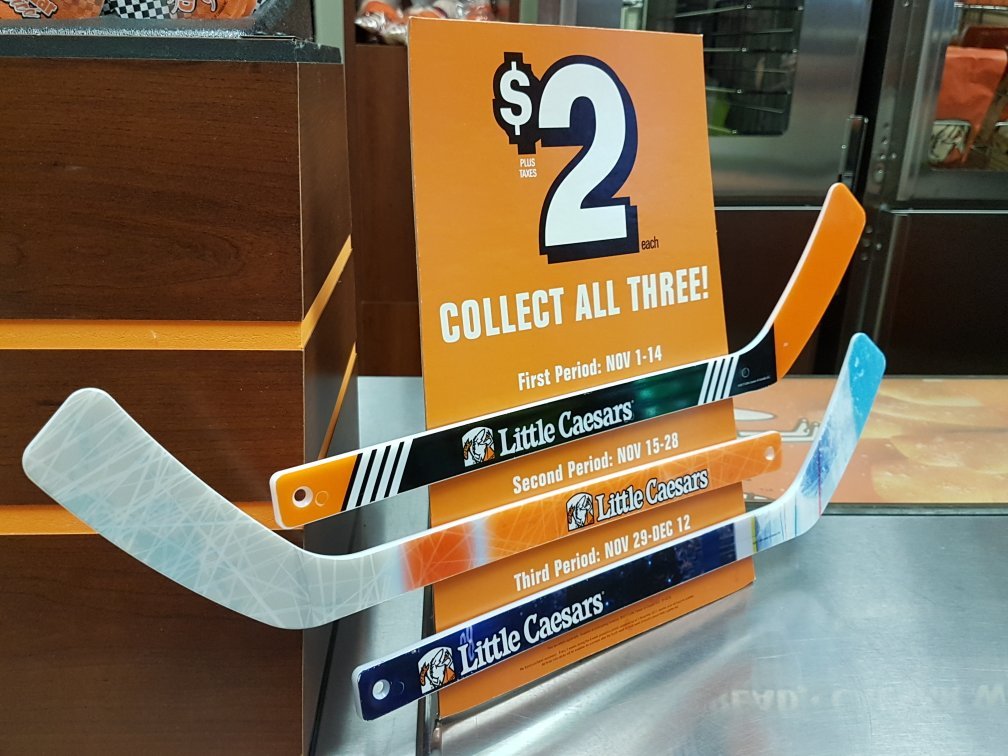 $2
PLUS
TAXES
each
COLLECT ALL THREE!
First Period: NOV 1-14
Little Caesars
Second Period: NOV 15-28
Little Caesars
Third Period: NOV 29-DEC 12
Little Caesars